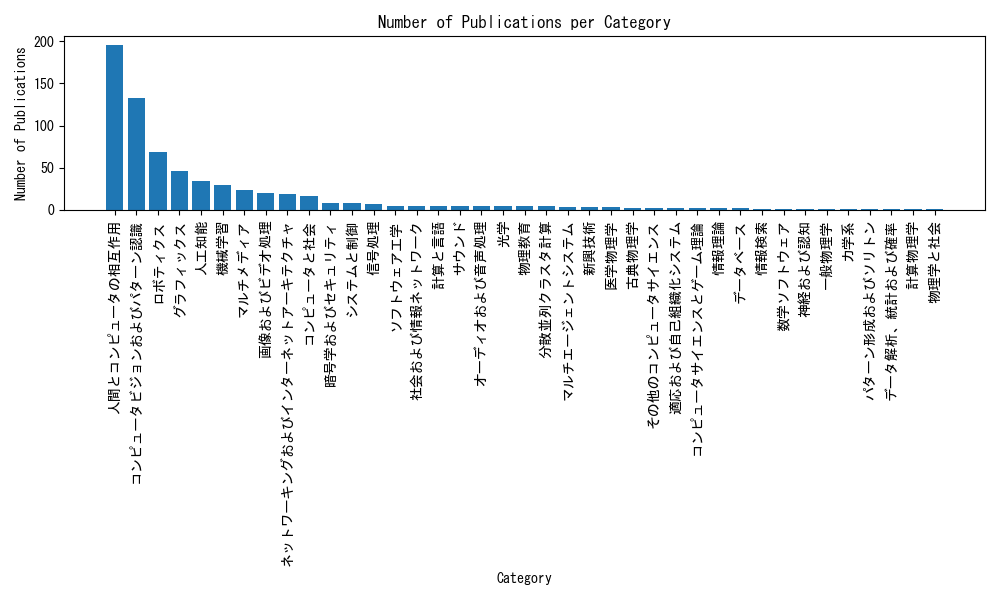 Number of Publications per Category
Number of Publications
200
150
100
50
0
人間とコンピュータの相互作用
コンピュータビジョンおよびパターン認識
ロボティクス
グラフィックス
人工知能
機械学習
マルチメディア
画像およびビデオ処理
ネットワーキングおよびインターネットアーキテクチャ
コンピュータと社会
暗号学およびセキュリティ
システムと制御
信号処理
ソフトウェア工学
社会および情報ネットワーク
計算と言語
サウンド
オーディオおよび音声処理
光学
物理教育
分散並列クラスタ計算
マルチエージェントシステム
新興技術
医学物理学
古典物理学
その他のコンピュータサイエンス
適応および自己組織化システム
コンピュータサイエンスとゲーム理論
情報理論
データベース
情報検索
数学ソフトウェア
神経および認知
一般物理学
力学系
パターン形成およびソリトン
データ解析、統計および確率
計算物理学
物理学と社会
Category